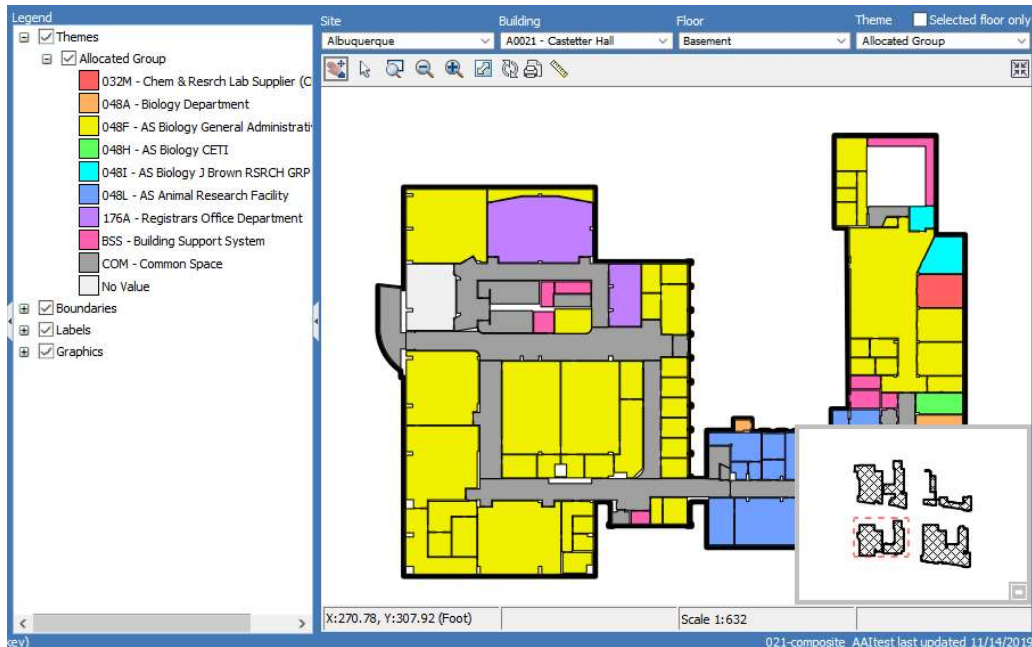 Legend
Themes
Allocated Group
032M - Chem & Resrch Lab Supplier (C
048A - Biology Department
048F - AS Biology General Administrati
048H - AS Biology CETI
048I - AS Biology J Brown RSRCH GRP
048L - AS Animal Research Facility
176A - Registrars Office Department
BSS - Building Support System
COM - Common Space
No Value
Boundaries
Labels
Graphics
Site Building Floor Theme Selected floor only
Albuquerque A0021 - Castetter Hall Basement Allocated Group
X:270.78, Y:307.92 (Foot) Scale 1:632
key) 021-composite_AAItest last updated 11/14/2019